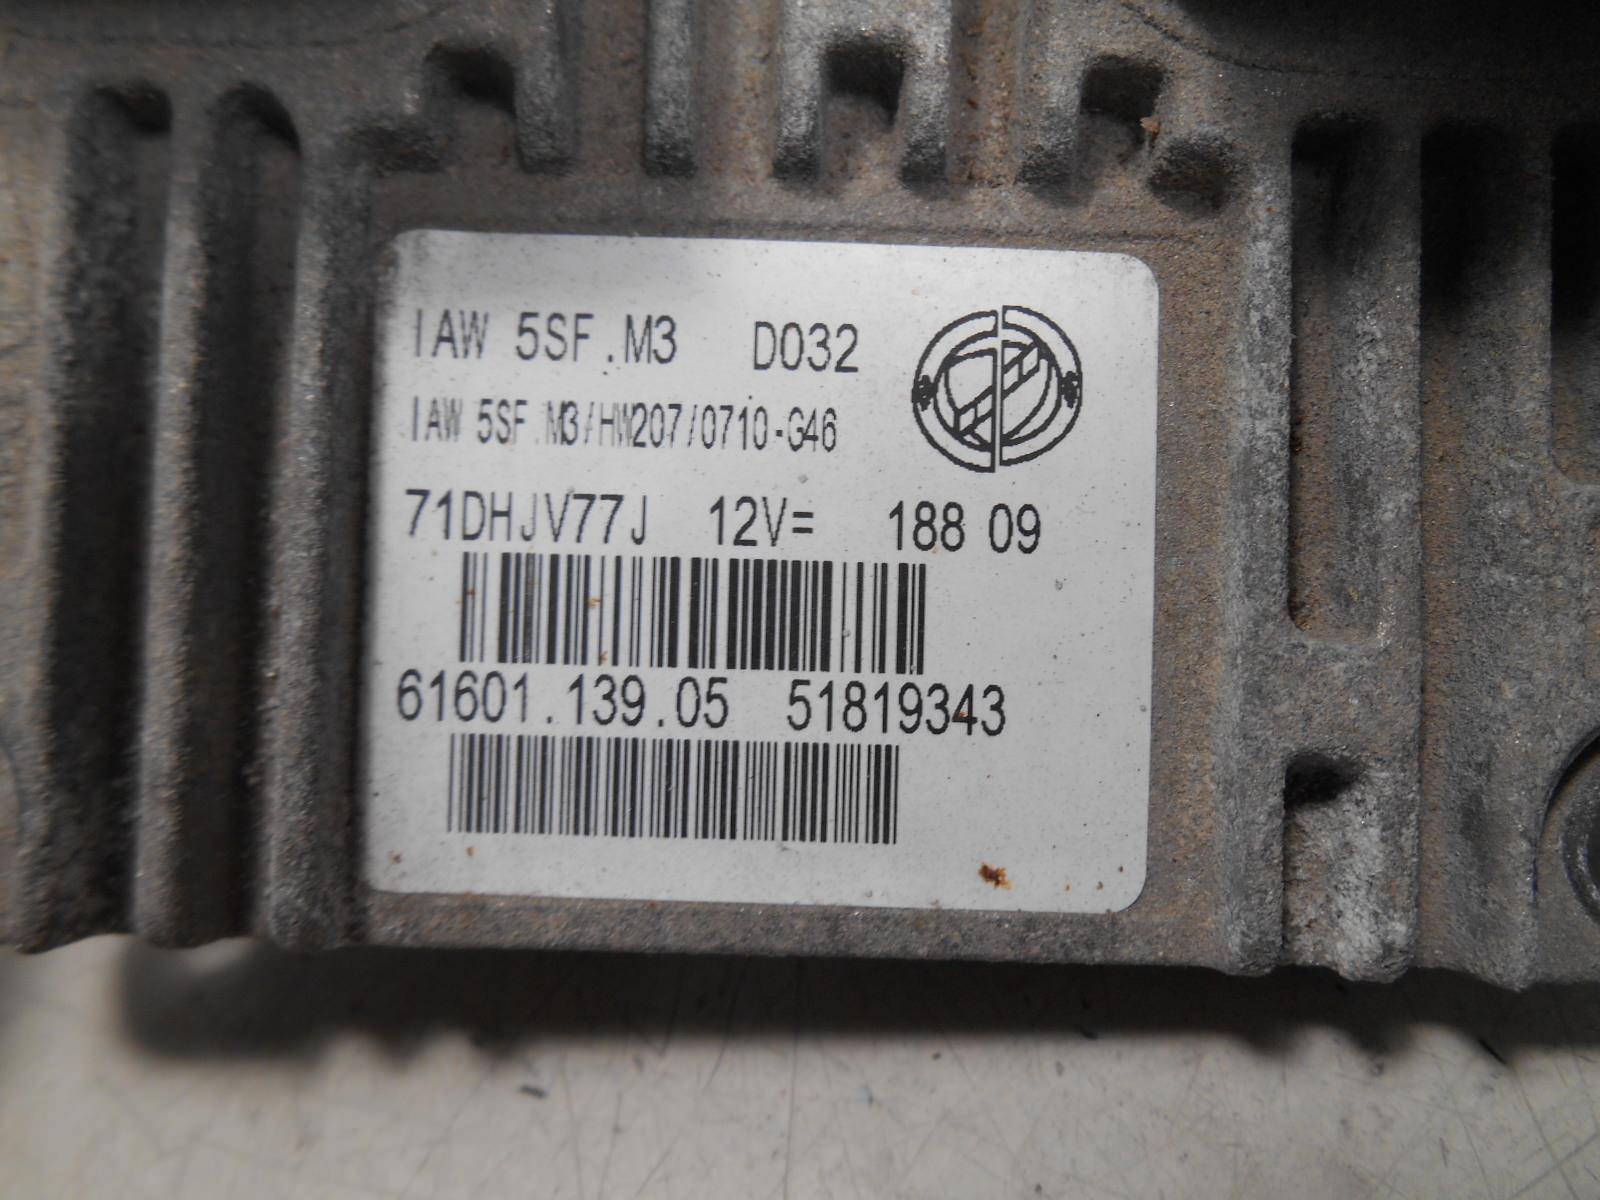 IAW 5SF.M3 D032
IAW 5SF.M3/HW207/0710-G46
71DHJV77J 12V= 188 09
61601.139.05 51819343